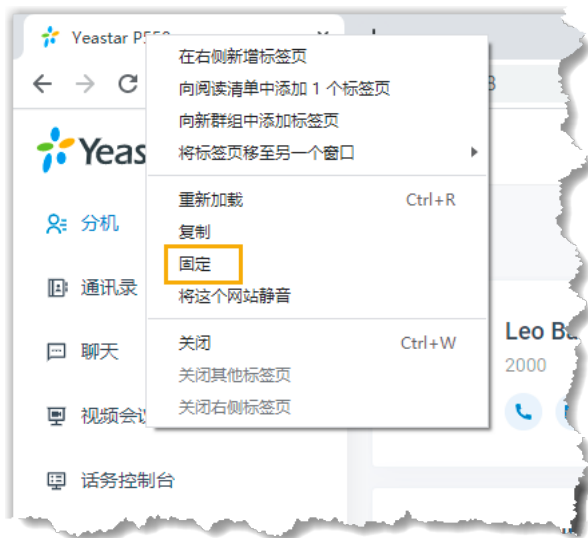 Yeastar P550
在右侧新增标签页
向阅读清单中添加 1 个标签页
向新群组中添加标签页
将标签页移至另一个窗口
重新加载 Ctrl+R
复制
固定
将这个网站静音
关闭 Ctrl+W
关闭其他标签页
关闭右侧标签页
8
Yeas
分机
通讯录
聊天
视频会议
话务控制台
Leo Ba
2000